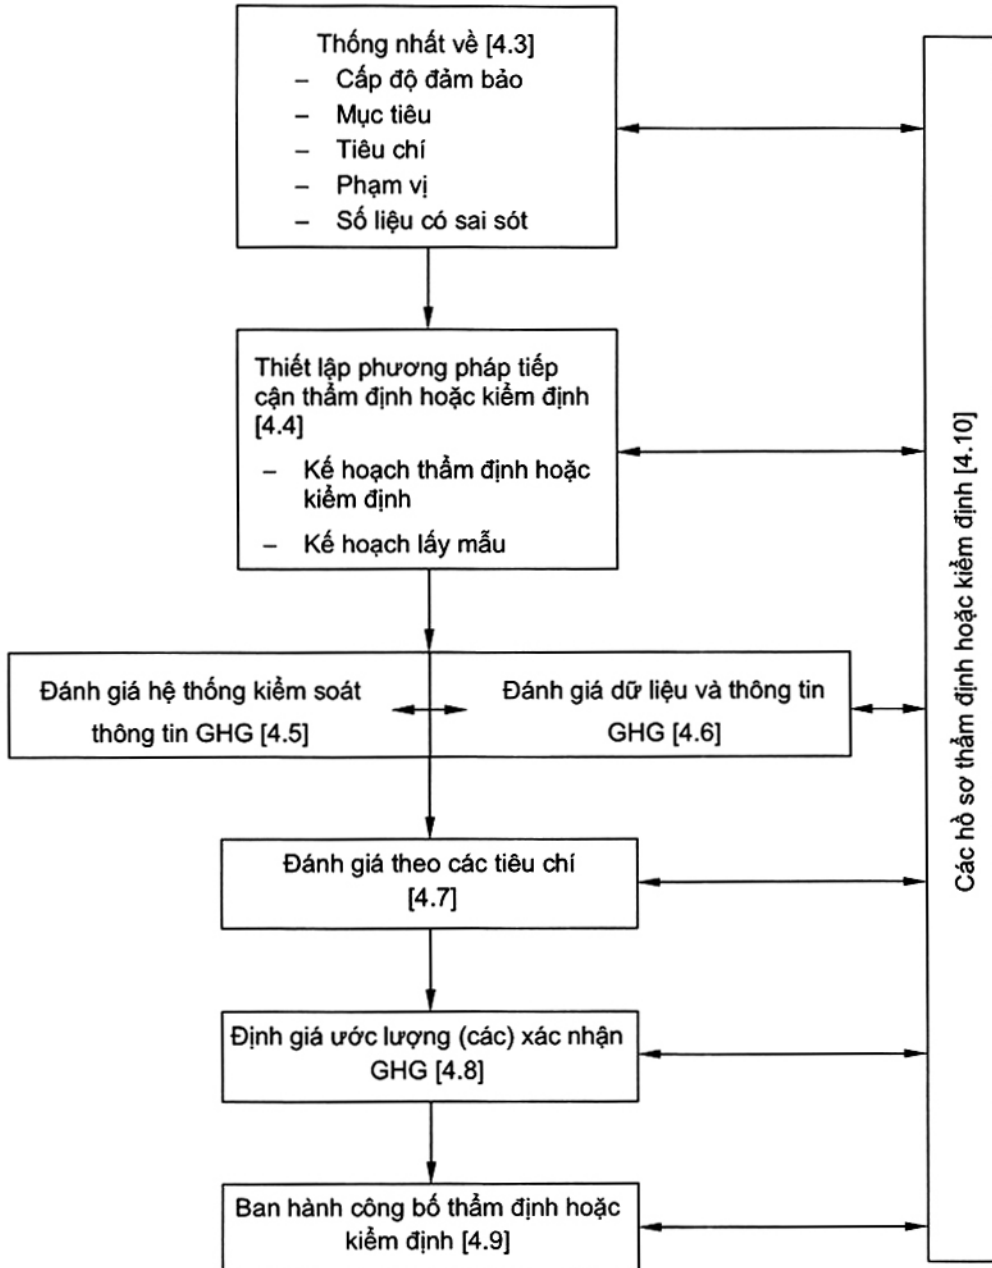 Thống nhất về [4.3]
– Cấp độ đảm bảo
– Mục tiêu
– Tiêu chí
– Phạm vị
– Số liệu có sai sót
Thiết lập phương pháp tiếp
cận thẩm định hoặc kiểm định
[4.4]
– Kế hoạch thẩm định hoặc
kiểm định
– Kế hoạch lấy mẫu
Đánh giá hệ thống kiểm soát
thông tin GHG [4.5]
Đánh giá dữ liệu và thông tin
GHG [4.6]
Đánh giá theo các tiêu chí
[4.7]
Định giá ước lượng (các) xác nhận
GHG [4.8]
Ban hành công bố thẩm định hoặc
kiểm định [4.9]
Các hồ sơ thẩm định hoặc kiểm định [4.10]